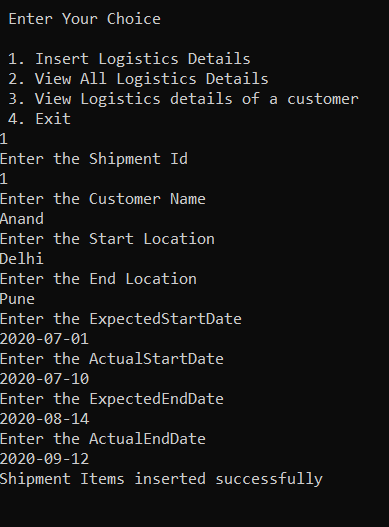 Enter Your Choice
1. Insert Logistics Details
2. View All Logistics Details
3. View Logistics details of a customer
4. Exit
1
Enter the Shipment Id
1
Enter the Customer Name
Anand
Enter the Start Location
Delhi
Enter the End Location
Pune
Enter the ExpectedStartDate
2020-07-01
Enter the ActualStartDate
2020-07-10
Enter the ExpectedEndDate
2020-08-14
Enter the ActualEndDate
2020-09-12
Shipment Items inserted successfully